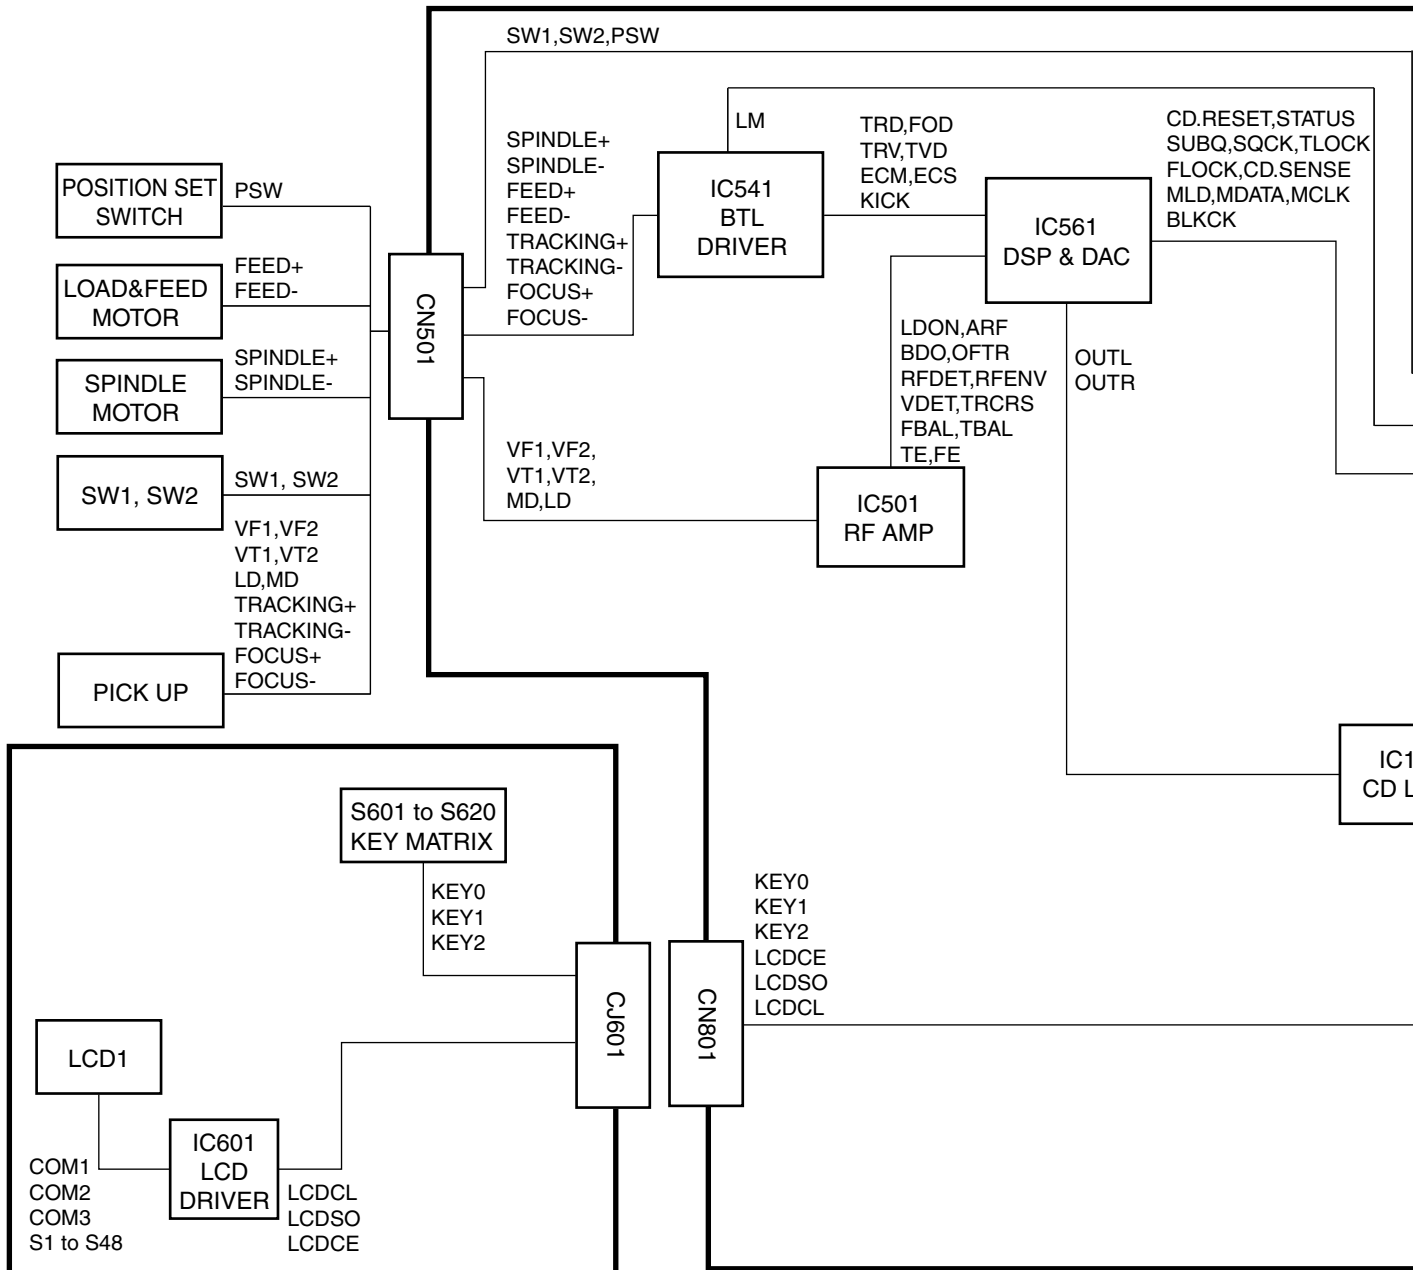 SW1,SW2,PSW
LM
SPINDLE+
SPINDLE-
FEED+
FEED-
TRACKING+
TRACKING-
FOCUS+
FOCUS-
TRD,FOD
TRV,TVD
ECM,ECS
KICK
CD.RESET,STATUS
SUBQ,SQCK,TLOCK
FLOCK,CD.SENSE
MLD,MDATA,MCLK
BLKCK
POSITION SET
SWITCH
PSW
IC541
BTL
DRIVER
IC561
DSP & DAC
LOAD&FEED
MOTOR
FEED+
FEED-
CN501
SPINDLE
MOTOR
SPINDLE+
SPINDLE-
LDON,ARF
BDO,OFTR
RFDET,RFENV
VDET,TRCRS
FBAL,TBAL
TE,FE
OUTL
OUTR
SW1, SW2
SW1, SW2
VF1,VF2,
VT1,VT2,
MD,LD
IC501
RF AMP
VF1,VF2
VT1,VT2
LD,MD
TRACKING+
TRACKING-
FOCUS+
FOCUS-
PICK UP
IC1
CD L
S601 to S620
KEY MATRIX
KEY0
KEY1
KEY2
KEY0
KEY1
KEY2
LCDCE
LCDSO
LCDCL
CJ601
CN801
LCD1
IC601
LCD
DRIVER
COM1
COM2
COM3
S1 to S48
LCDCL
LCDSO
LCDCE